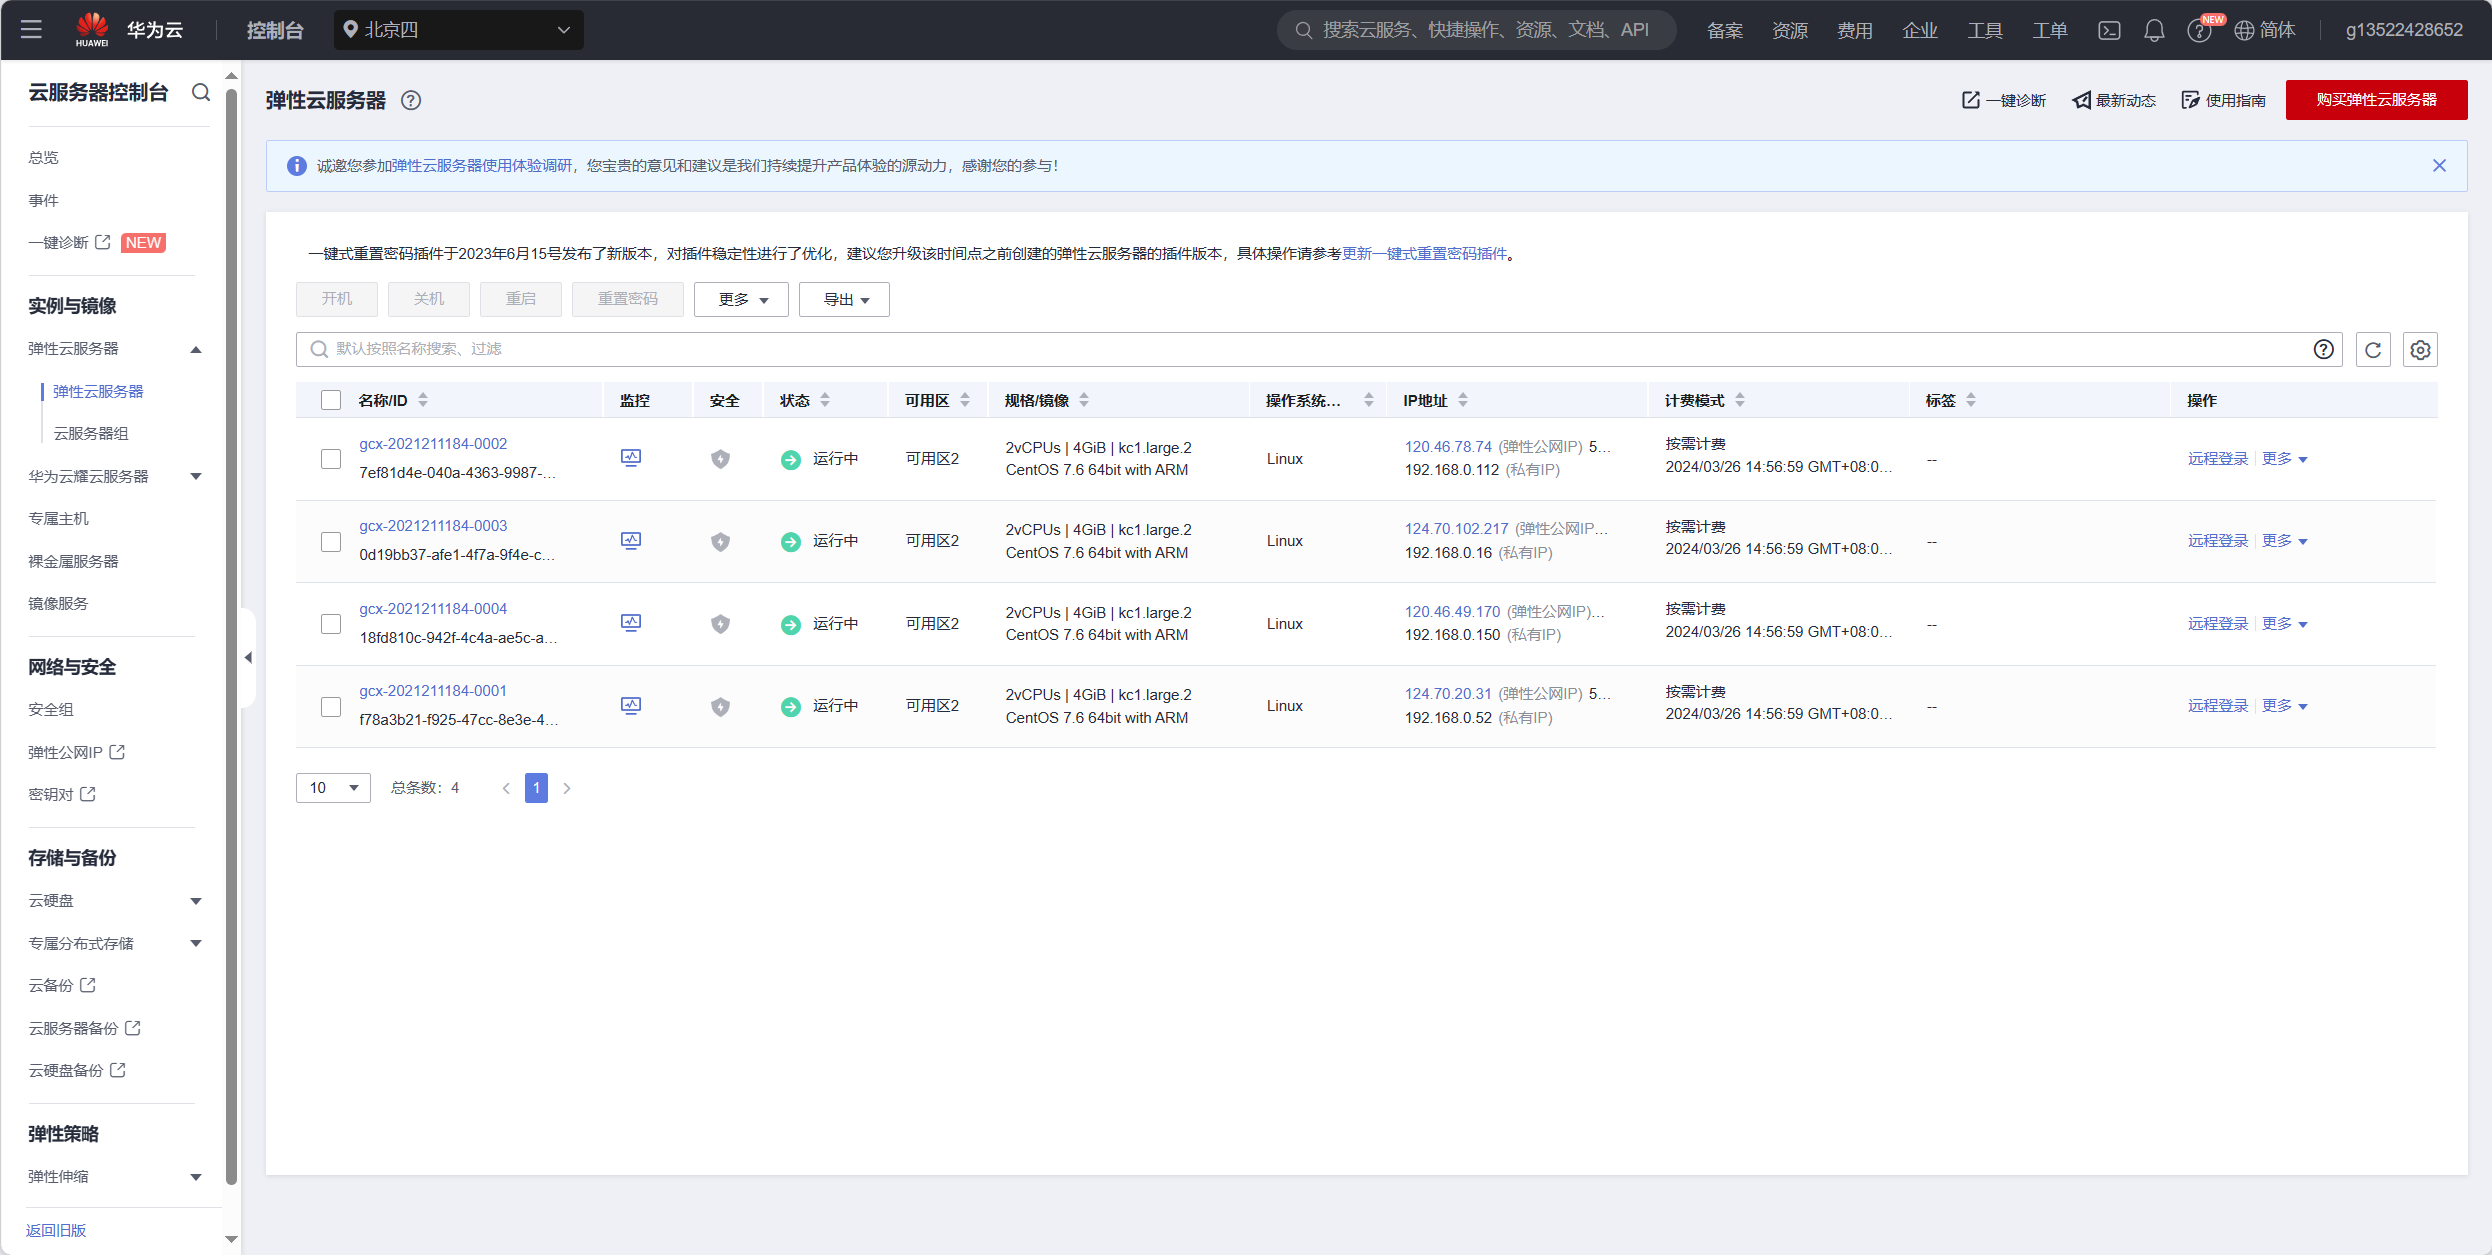 HUAWEI
华为云
控制台
北京四
搜索云服务、快捷操作、资源、文档、API
备案
资源
费用
企业
工具
工单
NEW
简体
g13522428652
云服务器控制台
总览
事件
一键诊断
NEW
实例与镜像
弹性云服务器
弹性云服务器
云服务器组
华为云耀云服务器
专属主机
裸金属服务器
镜像服务
网络与安全
安全组
弹性公网IP
密钥对
存储与备份
云硬盘
专属分布式存储
云备份
云服务器备份
云硬盘备份
弹性策略
弹性伸缩
返回旧版
弹性云服务器
一键诊断
最新动态
使用指南
购买弹性云服务器
诚邀您参加弹性云服务器使用体验调研，您宝贵的意见和建议是我们持续提升产品体验的源动力，感谢您的参与！
一键式重置密码插件于2023年6月15号发布了新版本，对插件稳定性进行了优化，建议您升级该时间点之前创建的弹性云服务器的插件版本，具体操作请参考更新一键式重置密码插件。
开机
关机
重启
重置密码
更多
导出
默认按照名称搜索、过滤
名称/ID
监控
安全
状态
可用区
规格/镜像
操作系统...
IP地址
计费模式
标签
操作
gcx-2021211184-0002
7ef81d4e-040a-4363-9987-...
运行中
可用区2
2vCPUs | 4GiB | kc1.large.2
CentOS 7.6 64bit with ARM
Linux
120.46.78.74 (弹性公网IP) 5...
192.168.0.112 (私有IP)
按需计费
2024/03/26 14:56:59 GMT+08:0...
--
远程登录
更多
gcx-2021211184-0003
0d19bb37-afe1-4f7a-9f4e-c...
运行中
可用区2
2vCPUs | 4GiB | kc1.large.2
CentOS 7.6 64bit with ARM
Linux
124.70.102.217 (弹性公网IP...
192.168.0.16 (私有IP)
按需计费
2024/03/26 14:56:59 GMT+08:0...
--
远程登录
更多
gcx-2021211184-0004
18fd810c-942f-4c4a-ae5c-a...
运行中
可用区2
2vCPUs | 4GiB | kc1.large.2
CentOS 7.6 64bit with ARM
Linux
120.46.49.170 (弹性公网IP)...
192.168.0.150 (私有IP)
按需计费
2024/03/26 14:56:59 GMT+08:0...
--
远程登录
更多
gcx-2021211184-0001
f78a3b21-f925-47cc-8e3e-4...
运行中
可用区2
2vCPUs | 4GiB | kc1.large.2
CentOS 7.6 64bit with ARM
Linux
124.70.20.31 (弹性公网IP) 5...
192.168.0.52 (私有IP)
按需计费
2024/03/26 14:56:59 GMT+08:0...
--
远程登录
更多
10
总条数：4
1